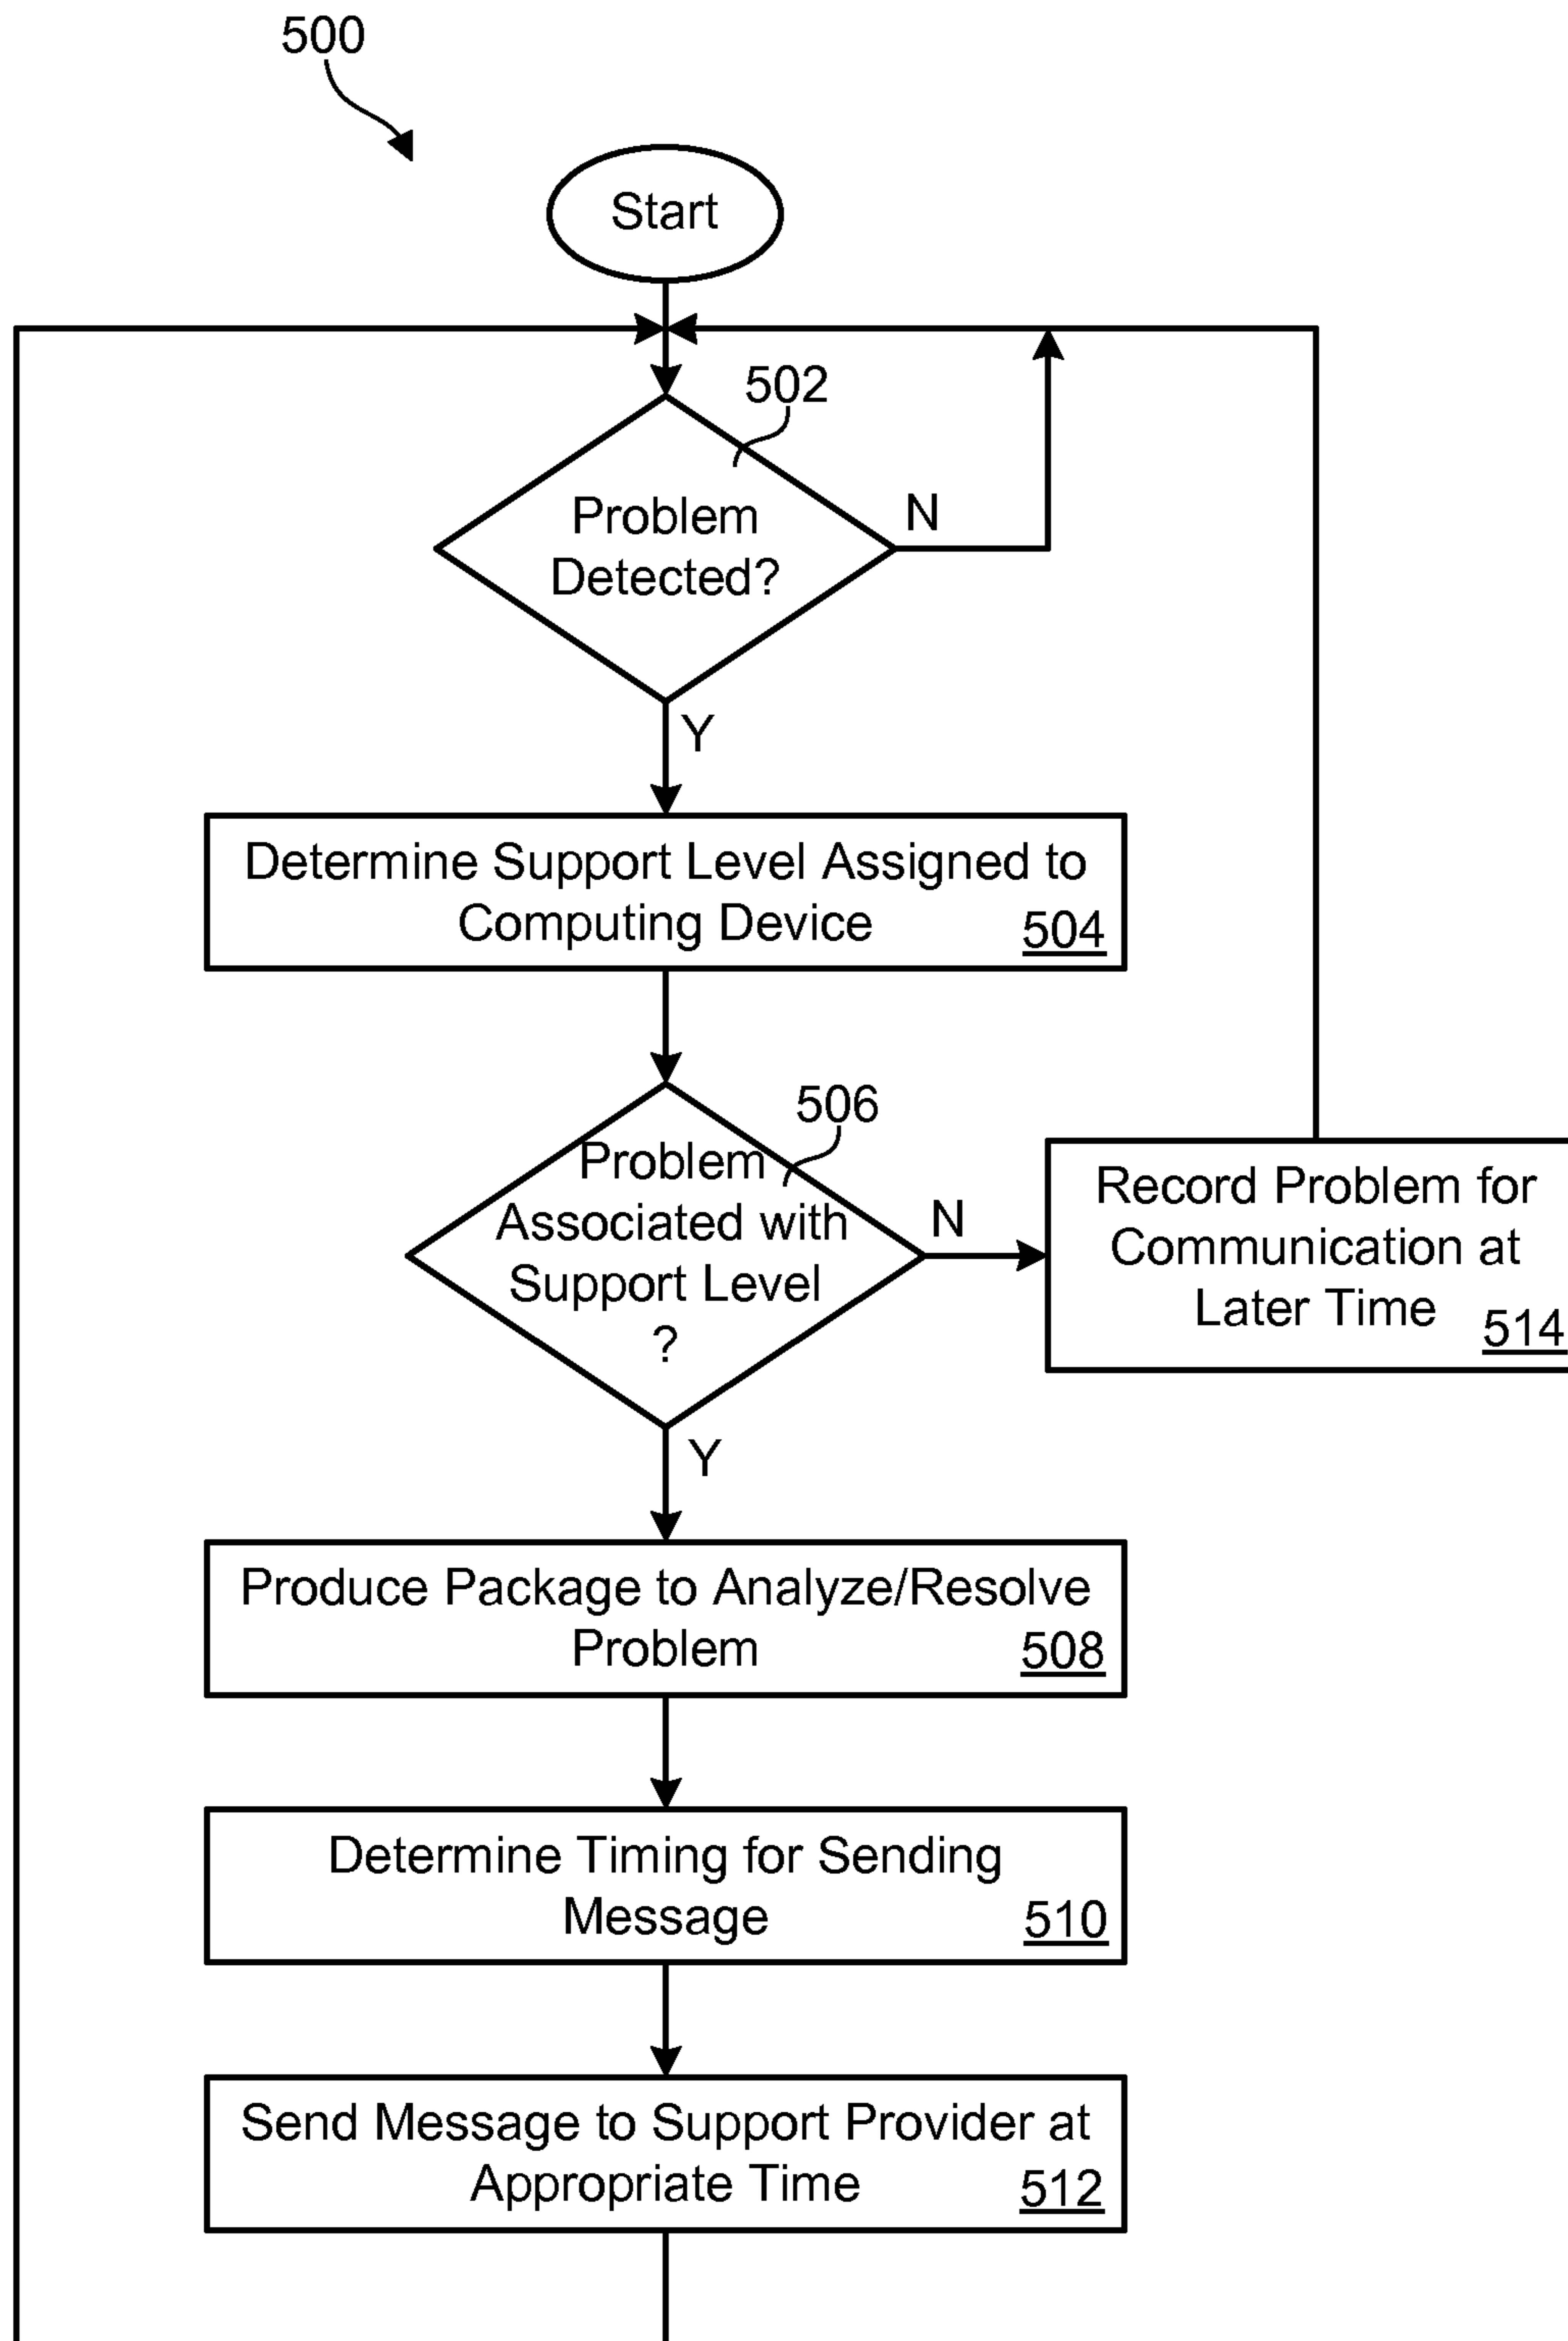 500
Start
502
Problem
Detected?
N
Y
Determine Support Level Assigned to
Computing Device
504
506
Problem
Associated with
Support Level
?
N
Record Problem for
Communication at
Later Time
514
Y
Produce Package to Analyze/Resolve
Problem
508
Determine Timing for Sending
Message
510
Send Message to Support Provider at
Appropriate Time
512